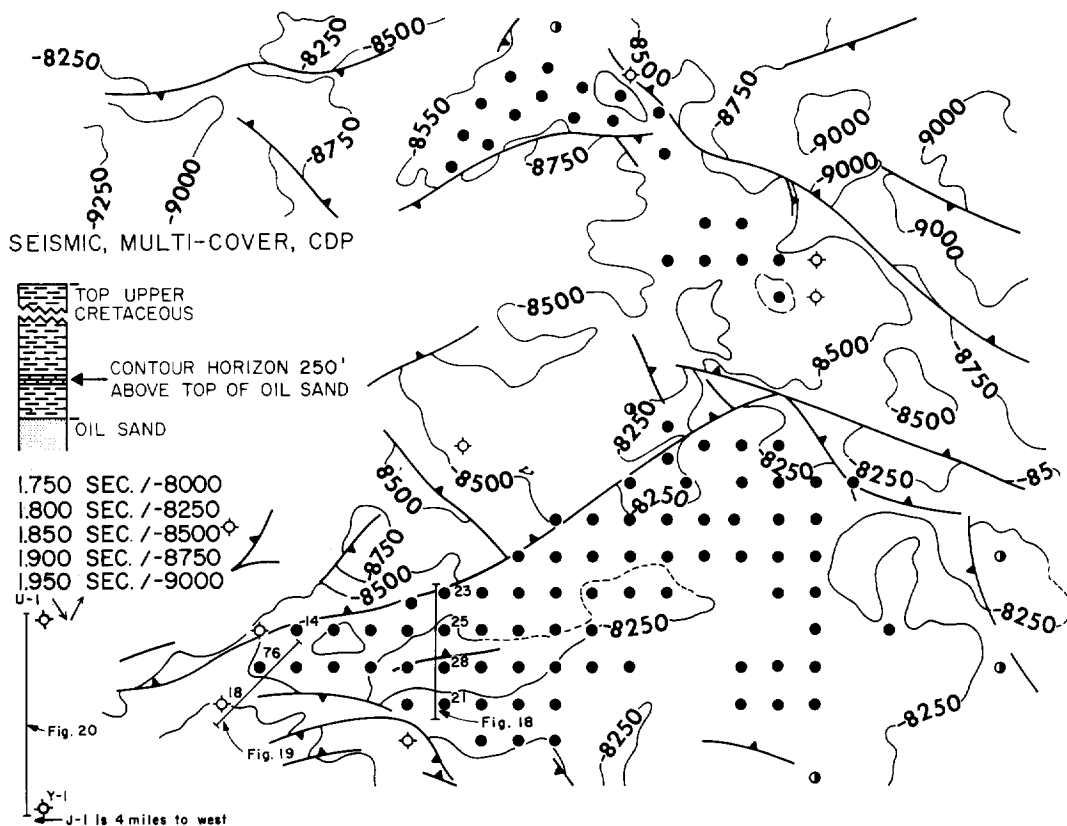 -8250
-8250
-8500
-8500
-8750
-8550
-8750
-8750
-9000
-9000
-9000
-9000
-9250
-9000
SEISMIC, MULTI-COVER, CDP
TOP UPPER
CRETACEOUS
CONTOUR HORIZON 250'
ABOVE TOP OF OIL SAND
OIL SAND
-8500
-8500
-8750
-8500
-8250
-8500
-8500
-8250
-8250
-8250
-85
1.750 SEC. /-8000
1.800 SEC. /-8250
1.850 SEC. /-8500
1.900 SEC. /-8750
1.950 SEC. /-9000
-8750
-8500
23
-8250
U-1
14
25
-8250
76
28
18
21
Fig. 18
-8250
-8250
Fig. 20
Fig. 19
Y-1
J-1 is 4 miles to west